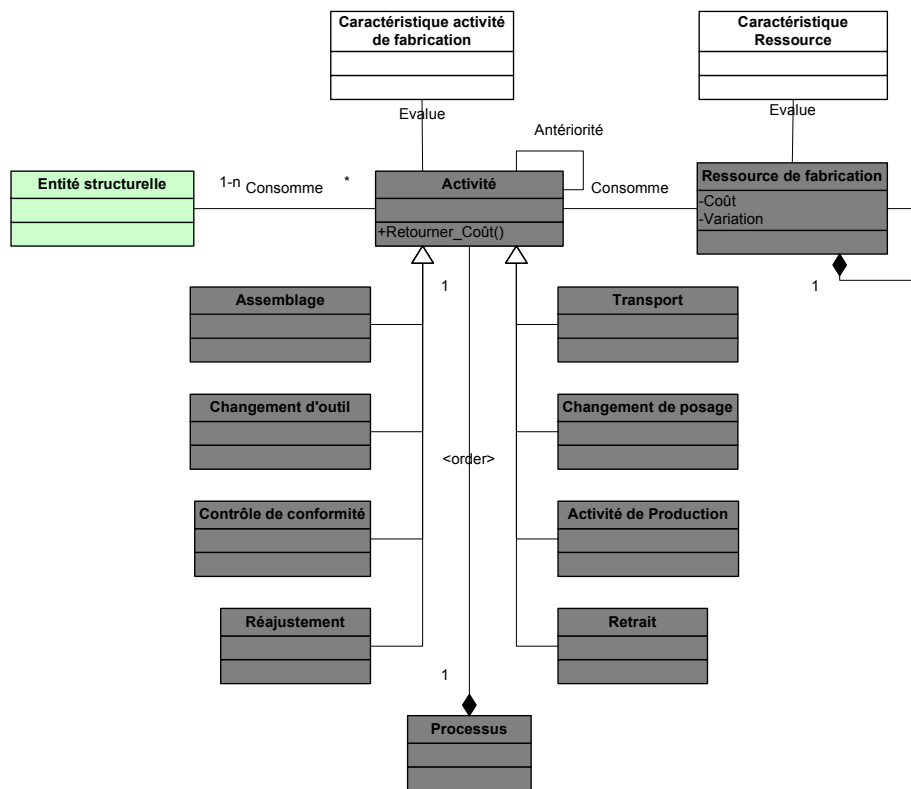 Caractéristique activité
de fabrication
Caractéristique
Ressource
Evalue
Evalue
Antériorité
Entité structurelle
1-n
Consomme
*
Activité
+Retourner_Coût()
Consomme
Ressource de fabrication
-Coût
-Variation
1
1
Assemblage
Transport
Changement d'outil
Changement de posage
<order>
Contrôle de conformité
Activité de Production
Réajustement
Retrait
1
Processus